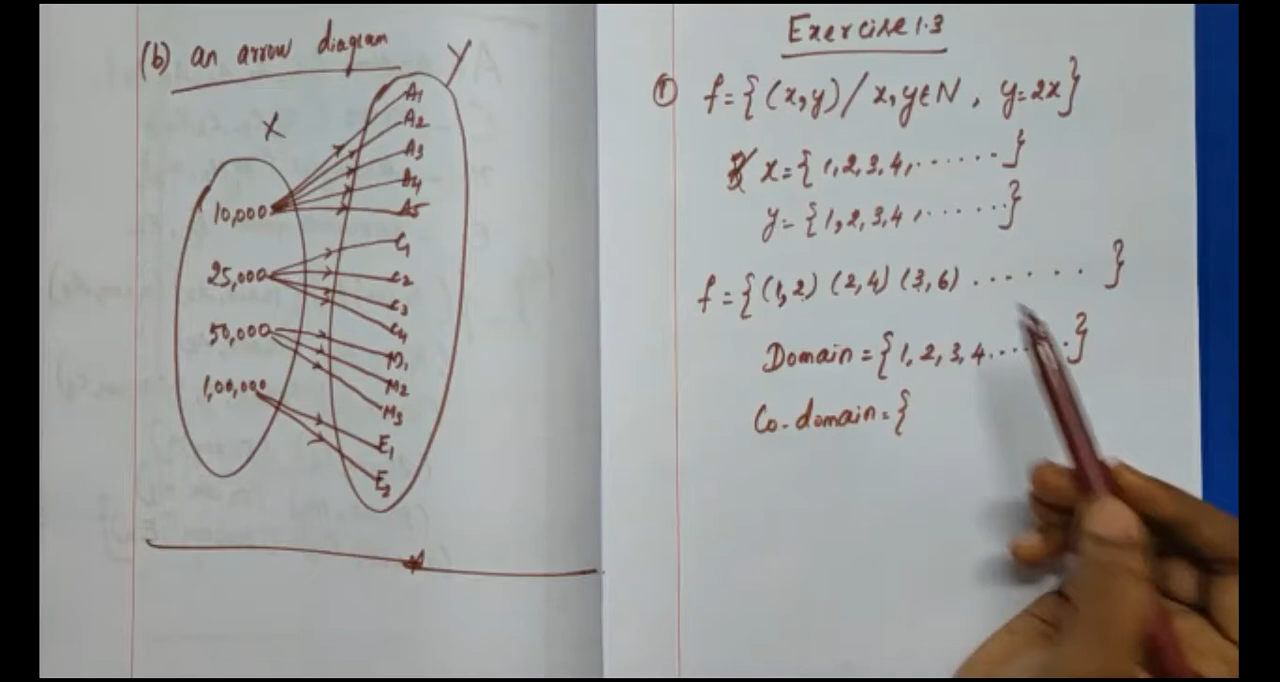 (b) an arrow diagram
X
Y
10,000
25,000
50,000
1,00,000
A1
A2
A3
A4
A5
C1
C2
C3
C4
M1
M2
M3
E1
E2
Exercise 1.3
① f = {(x,y) / x,y ∈ N, y = 2x}
x = {1,2,3,4, ......}
y = {1,2,3,4, ......}
f = {(1,2) (2,4) (3,6) ...... }
Domain = {1, 2, 3, 4......}
Co-domain = {